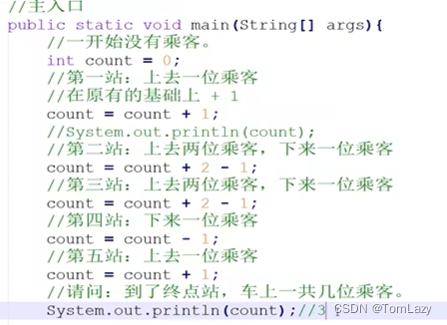 //主入口
public static void main(String[] args){
//一开始没有乘客。
int count = 0;
//第一站：上去一位乘客
//在原有的基础上 + 1
count = count + 1;
//System.out.println(count);
//第二站：上去两位乘客，下来一位乘客
count = count + 2 - 1;
//第三站：上去两位乘客，下来一位乘客
count = count + 2 - 1;
//第四站：下来一位乘客
count = count - 1;
//第五站：上去一位乘客
count = count + 1;
//请问：到了终点站，车上一共几位乘客。
System.out.println(count);//3
CSDN @TomLazy